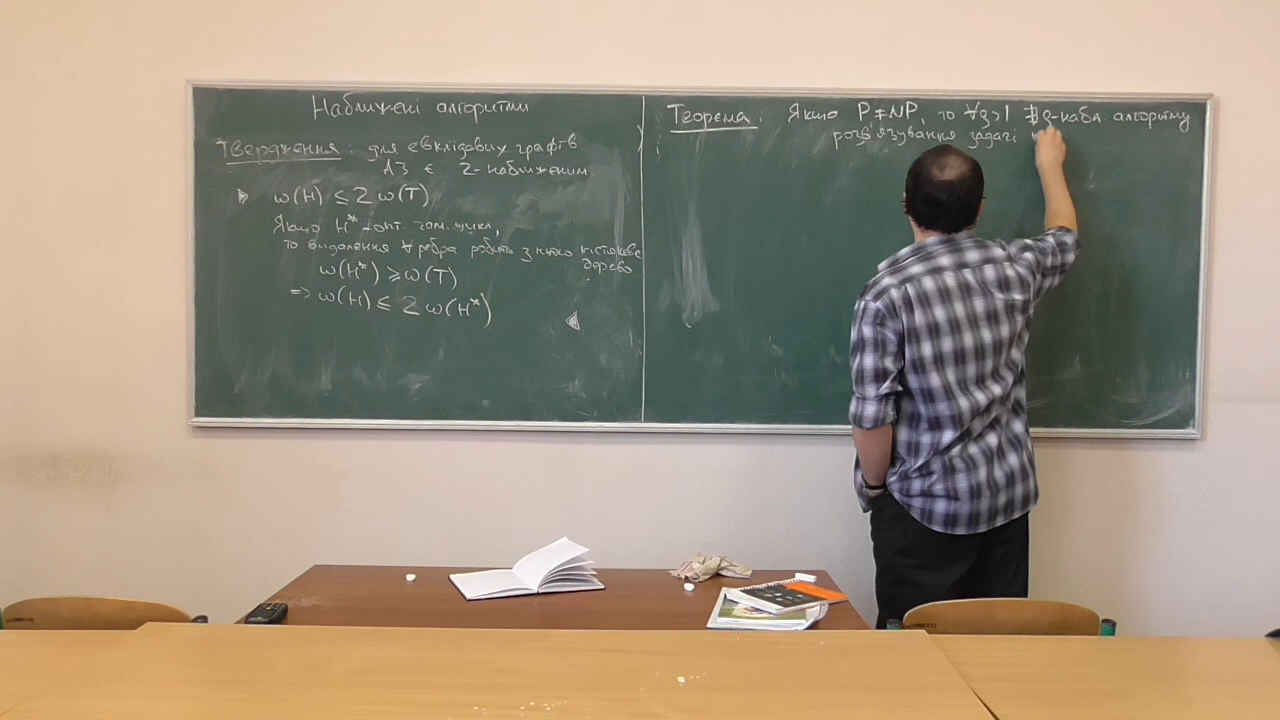 Наближені алгоритми
Твердження: для евклідових графів
АЗ є 2-наближеним.
ω(H) ≤ 2 ω(T)
Якщо H* - опт. гам. цикл,
то видалення ∀ ребра робить з нього кістякове
дерево
ω(H*) ≥ ω(T)
=> ω(H) ≤ 2 ω(H*)
Теорема: Якщо P≠NP, то ∀ρ>1 ∄ ρ-набл. алгоритму
розв'язування задачі